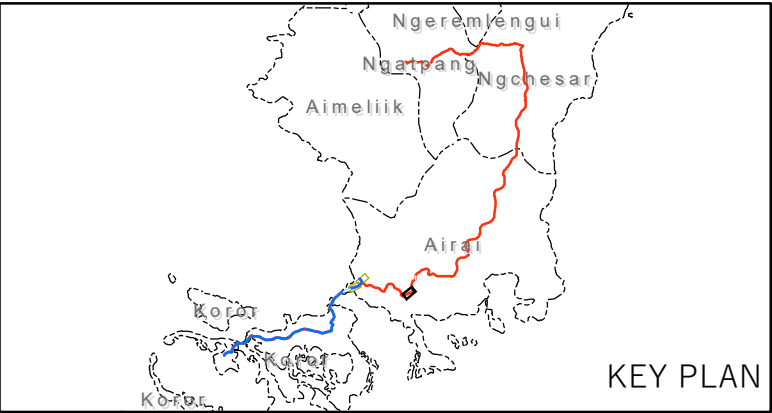 Ngeremlengui
Ngatpang
Ngchesar
Aimeliik
Airai
Koror
Koror
Koror
KEY PLAN